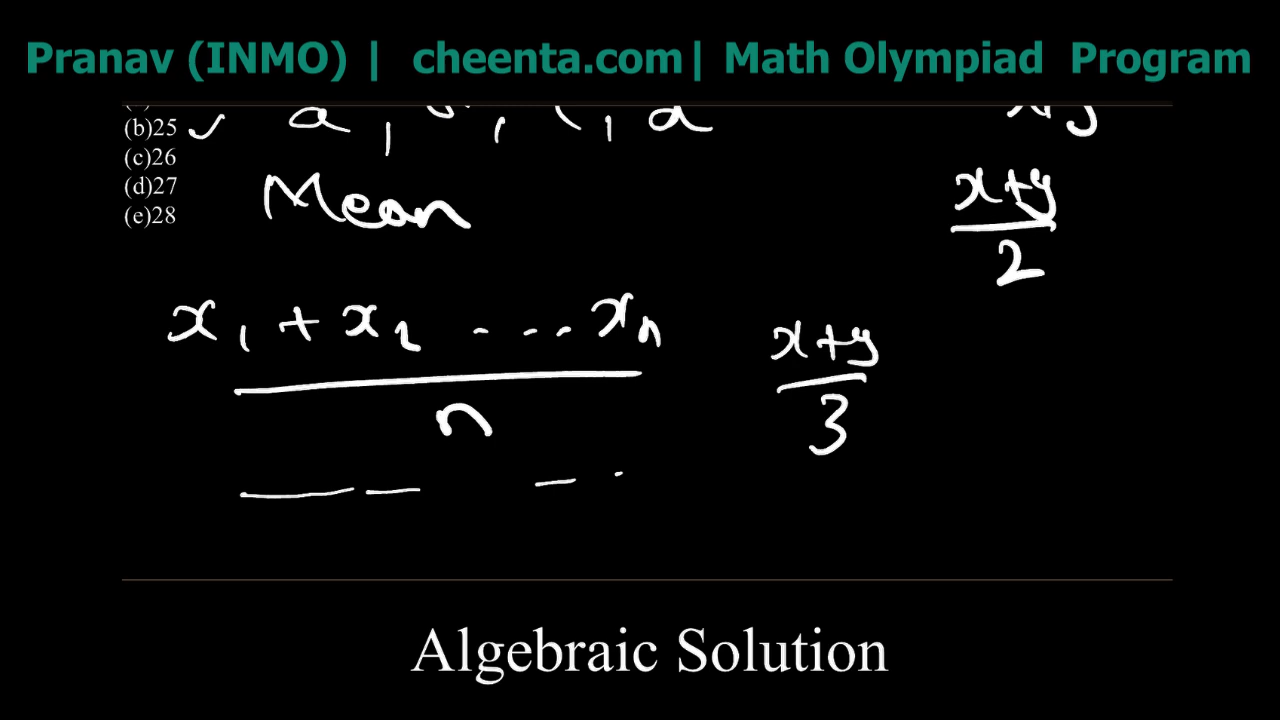 Pranav (INMO) | cheenta.com| Math Olympiad Program
(b)25 a, , , d
(c)26
(d)27
(e)28
Mean
x+y
2
x₁ + x₂ - ... xₙ
n
x+y
3
Algebraic Solution